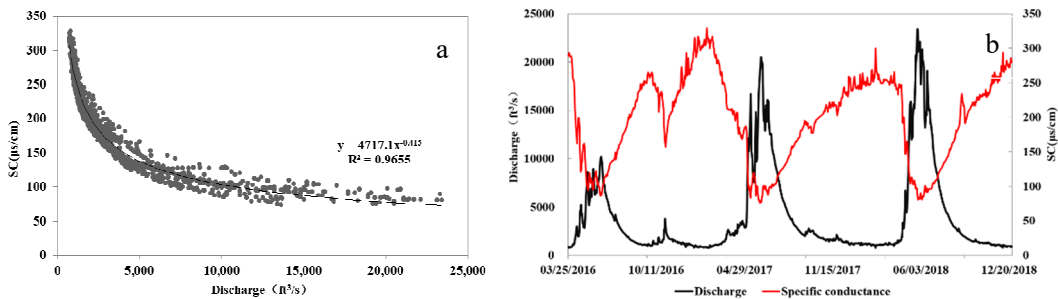 a
350
300
250
200
150
100
50
0
SC(μs/cm)
y 4717.1x-0.415
R² = 0.9655
0 5,000 10,000 15,000 20,000 25,000
Discharge（ft³/s）
b
25000
20000
15000
10000
5000
0
Discharge（ft³/s）
350
300
250
200
150
100
50
0
SC(μs/cm)
03/25/2016 10/11/2016 04/29/2017 11/15/2017 06/03/2018 12/20/2018
Discharge Specific conductance